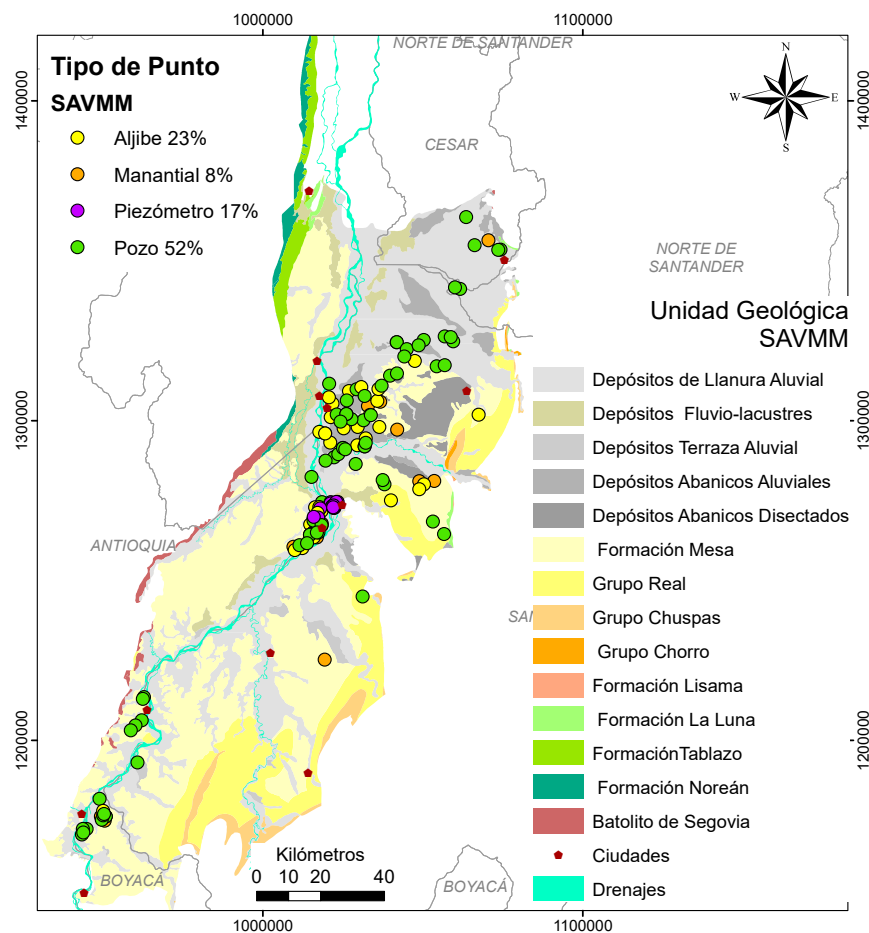 1000000
1100000
Tipo de Punto
SAVMM
Aljibe 23%
Manantial 8%
Piezómetro 17%
Pozo 52%
NORTE DE SANTANDER
N
W
E
S
1400000
1400000
CESAR
NORTE DE
SANTANDER
Unidad Geológica
SAVMM
Depósitos de Llanura Aluvial
Depósitos Fluvio-lacustres
Depósitos Terraza Aluvial
Depósitos Abanicos Aluviales
Depósitos Abanicos Disectados
Formación Mesa
Grupo Real
Grupo Chuspas
Grupo Chorro
Formación Lisama
Formación La Luna
FormaciónTablazo
Formación Noreán
Batolito de Segovia
Ciudades
Drenajes
1300000
1300000
ANTIOQUIA
SAN
1200000
1200000
Kilómetros
0 10 20 40
BOYACÁ
BOYACÁ
1000000
1100000